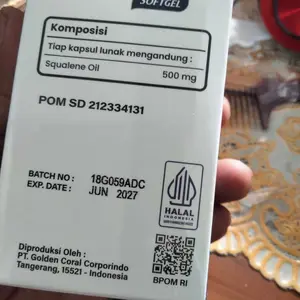 SOFTGEL
Komposisi
Tiap kapsul lunak mengandung :
Squalene Oil 500 mg
POM SD 212334131
BATCH NO : 18G059ADC
EXP. DATE : JUN 2027
HALAL
INDONESIA
Diproduksi Oleh :
PT. Golden Coral Corporindo
Tangerang, 15521 - Indonesia
BPOM RI